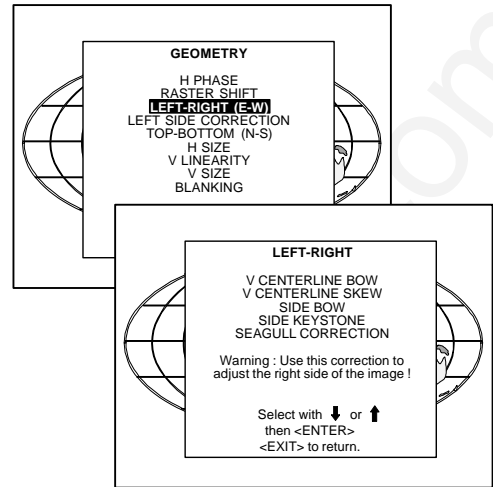 GEOMETRY
H PHASE
RASTER SHIFT
LEFT-RIGHT (E-W)
LEFT SIDE CORRECTION
TOP-BOTTOM (N-S)
H SIZE
V LINEARITY
V SIZE
BLANKING
LEFT-RIGHT
V CENTERLINE BOW
V CENTERLINE SKEW
SIDE BOW
SIDE KEYSTONE
SEAGULL CORRECTION
Warning : Use this correction to
adjust the right side of the image !
Select with ⬇ or ⬆
then <ENTER>
<EXIT> to return.
com